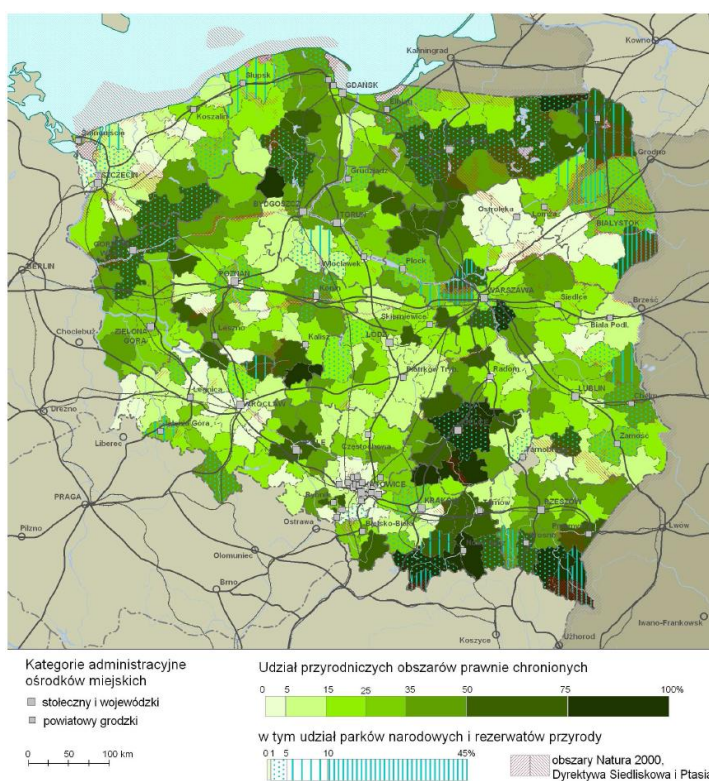 Kaliningrad
Kowno
Słupsk
GDAŃSK
Koszalin
Elbląg
Świnoujście
SZCZECIN
Grudziądz
Grodno
Ostrołęka
Łomża
BIAŁYSTOK
BYDGOSZCZ
TORUŃ
BERLIN
Włocławek
Płock
POZNAŃ
Konin
WARSZAWA
Siedlce
Brześć
Biała Podl.
Skierniewice
Chociebuż
ZIELONA
GÓRA
Leszno
Kalisz
ŁÓDŹ
Piotrków Tryb.
Radom
LUBLIN
Chełm
Legnica
WROCŁAW
Drezno
Jelenia Góra
Liberec
Częstochowa
Zamość
Tarnobrzeg
PRAGA
KATOWICE
KRAKÓW
Tarnów
RZESZÓW
Ostrawa
Bielsko-Biała
Lwów
Pilzno
Ołomuniec
Brno
Koszyce
Użhorod
Iwano-Frankowsk
Kategorie administracyjne
ośrodków miejskich
stołeczny i wojewódzki
powiatowy grodzki
0 50 100 km
Udział przyrodniczych obszarów prawnie chronionych
0 5 15 25 35 50 75 100%
w tym udział parków narodowych i rezerwatów przyrody
0 1 5 10 45%
obszary Natura 2000,
Dyrektywa Siedliskowa i Ptasia